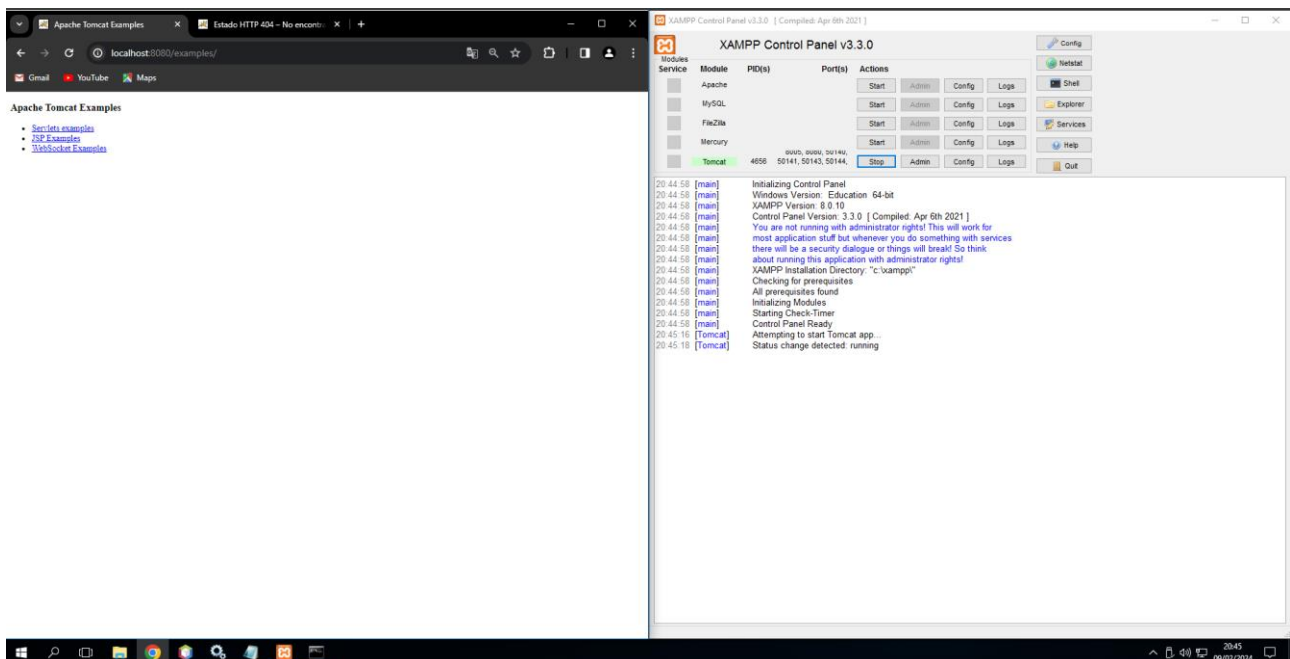 Apache Tomcat Examples
Estado HTTP 404 – No encontr
localhost:8080/examples/
Gmail YouTube Maps
Apache Tomcat Examples
Servlets examples
JSP Examples
WebSocket Examples
XAMPP Control Panel v3.3.0 [ Compiled: Apr 6th 2021 ]
XAMPP Control Panel v3.3.0
Modules
Service Module PID(s) Port(s) Actions
Apache Start Admin Config Logs
MySQL Start Admin Config Logs
FileZilla Start Admin Config Logs
Mercury Start Admin Config Logs
8005, 8080, 50140,
Tomcat 4656 50141, 50143, 50144, Stop Admin Config Logs
Config
Netstat
Shell
Explorer
Services
Help
Quit
20:44:58 [main] Initializing Control Panel
20:44:58 [main] Windows Version: Education 64-bit
20:44:58 [main] XAMPP Version: 8.0.10
20:44:58 [main] Control Panel Version: 3.3.0 [ Compiled: Apr 6th 2021 ]
20:44:58 [main] You are not running with administrator rights! This will work for
20:44:58 [main] most application stuff but whenever you do something with services
20:44:58 [main] there will be a security dialogue or things will break! So think
20:44:58 [main] about running this application with administrator rights!
20:44:58 [main] XAMPP Installation Directory: "c:\xampp\"
20:44:58 [main] Checking for prerequisites
20:44:58 [main] All prerequisites found
20:44:58 [main] Initializing Modules
20:44:58 [main] Starting Check-Timer
20:44:58 [main] Control Panel Ready
20:45:16 [Tomcat] Attempting to start Tomcat app...
20:45:18 [Tomcat] Status change detected: running
20:45
09/02/2024